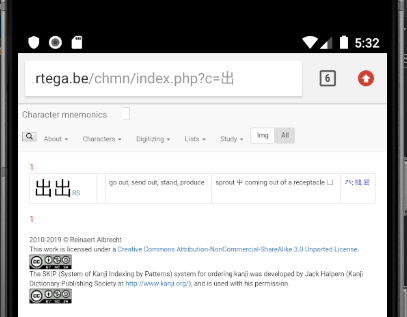 5:32
rtega.be/chmn/index.php?c=出
6
Character mnemonics
About Characters Digitizing Lists Study Img All
1
出 出 RS go out, send out, stand, produce sprout 屮 coming out of a receptacle 凵
1
2010-2019 © Reinaert Albrecht
This work is licensed under a Creative Commons Attribution-NonCommercial-ShareAlike 3.0 Unported License.
The SKIP (System of Kanji Indexing by Patterns) system for ordering kanji was developed by Jack Halpern (Kanji
Dictionary Publishing Society at http://www.kanji.org/), and is used with his permission.